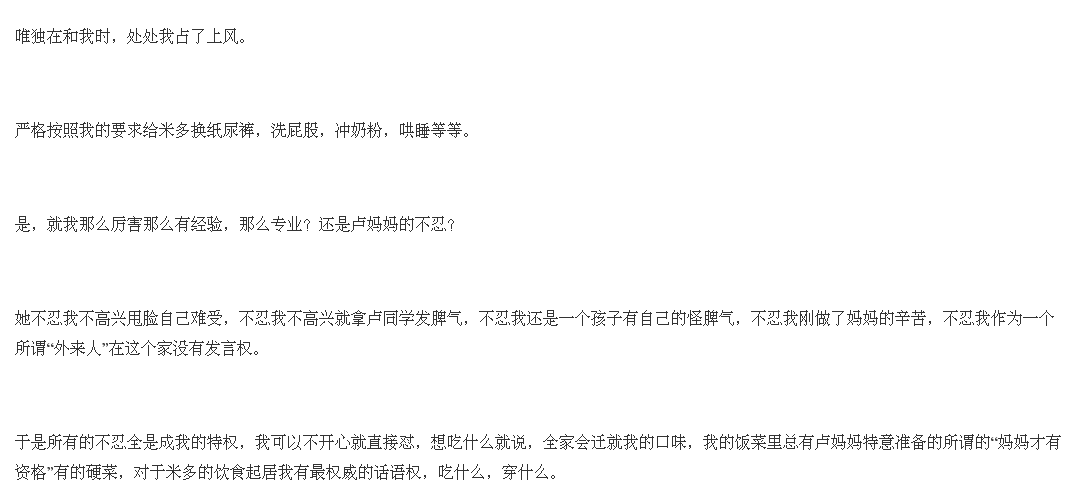 唯独在和我时，处处我占了上风。
严格按照我的要求给米多换纸尿裤，洗屁股，冲奶粉，哄睡等等。
是，就我那么厉害那么有经验，那么专业？还是卢妈妈的不忍？
她不忍我不高兴甩脸自己难受，不忍我不高兴就拿卢同学发脾气，不忍我还是一个孩子有自己的怪脾气，不忍我刚做了妈妈的辛苦，不忍我作为一个
所谓“外来人”在这个家没有发言权。
于是所有的不忍全是成我的特权，我可以不开心就直接怼，想吃什么就说，全家会迁就我的口味，我的饭菜里总有卢妈妈特意准备的所谓的“妈妈才有
资格”有的硬菜，对于米多的饮食起居我有最权威的话语权，吃什么，穿什么。